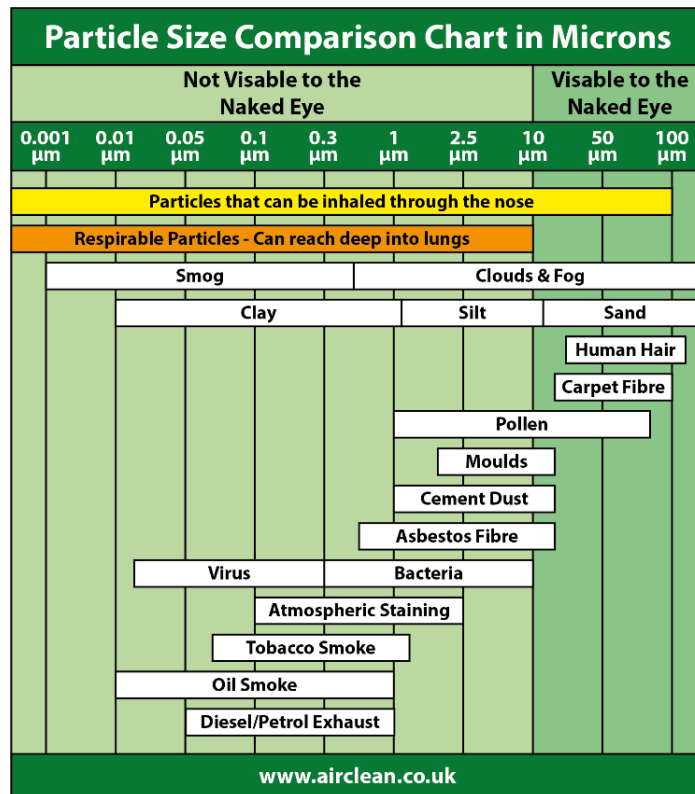 Particle Size Comparison Chart in Microns
Not Visable to the
Naked Eye
Visable to the
Naked Eye
0.001 0.01 0.05 0.1 0.3 1 2.5 10 50 100
µm µm µm µm µm µm µm µm µm µm
Particles that can be inhaled through the nose
Respirable Particles - Can reach deep into lungs
Smog Clouds & Fog
Clay Silt Sand
Human Hair
Carpet Fibre
Pollen
Moulds
Cement Dust
Asbestos Fibre
Virus Bacteria
Atmospheric Staining
Tobacco Smoke
Oil Smoke
Diesel/Petrol Exhaust
www.airclean.co.uk